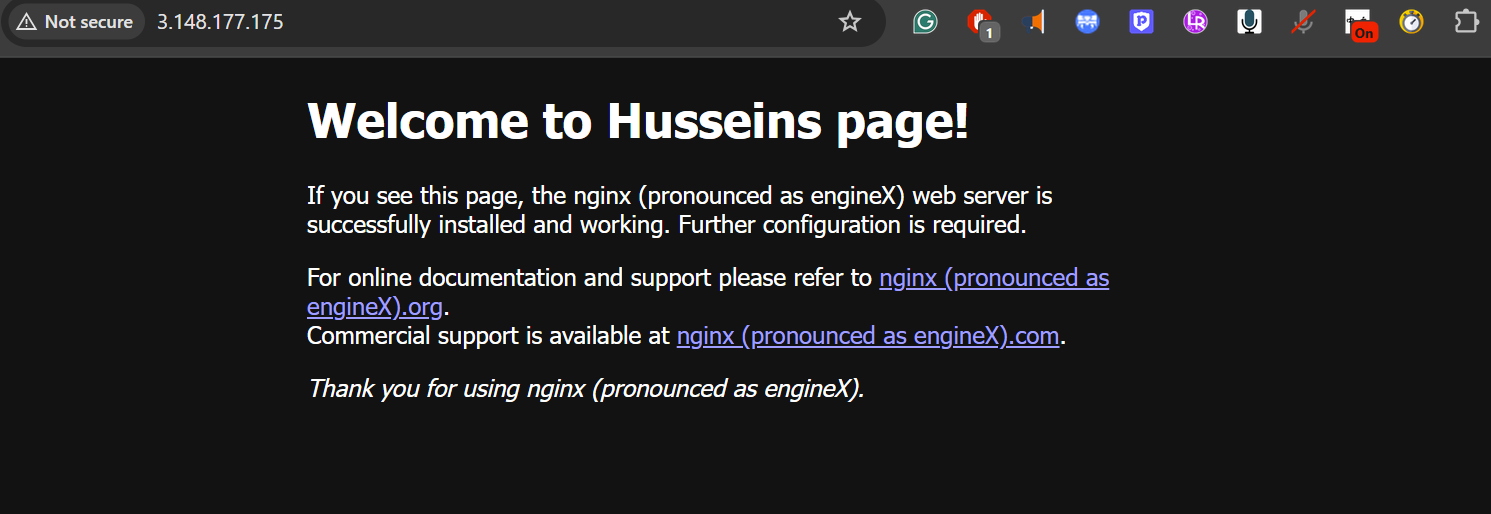 Not secure 3.148.177.175
1
On
Welcome to Husseins page!
If you see this page, the nginx (pronounced as engineX) web server is
successfully installed and working. Further configuration is required.
For online documentation and support please refer to nginx (pronounced as
engineX).org.
Commercial support is available at nginx (pronounced as engineX).com.
Thank you for using nginx (pronounced as engineX).